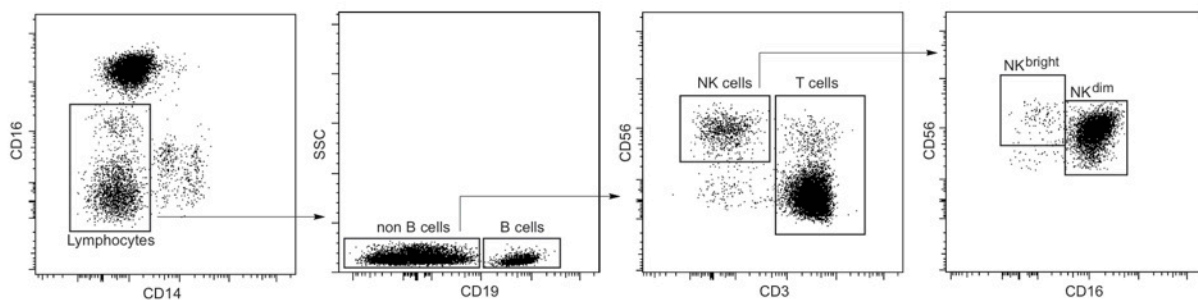 CD16
Lymphocytes
CD14
SSC
non B cells
B cells
CD19
CD56
NK cells
T cells
CD3
CD56
NKbright
NKdim
CD16